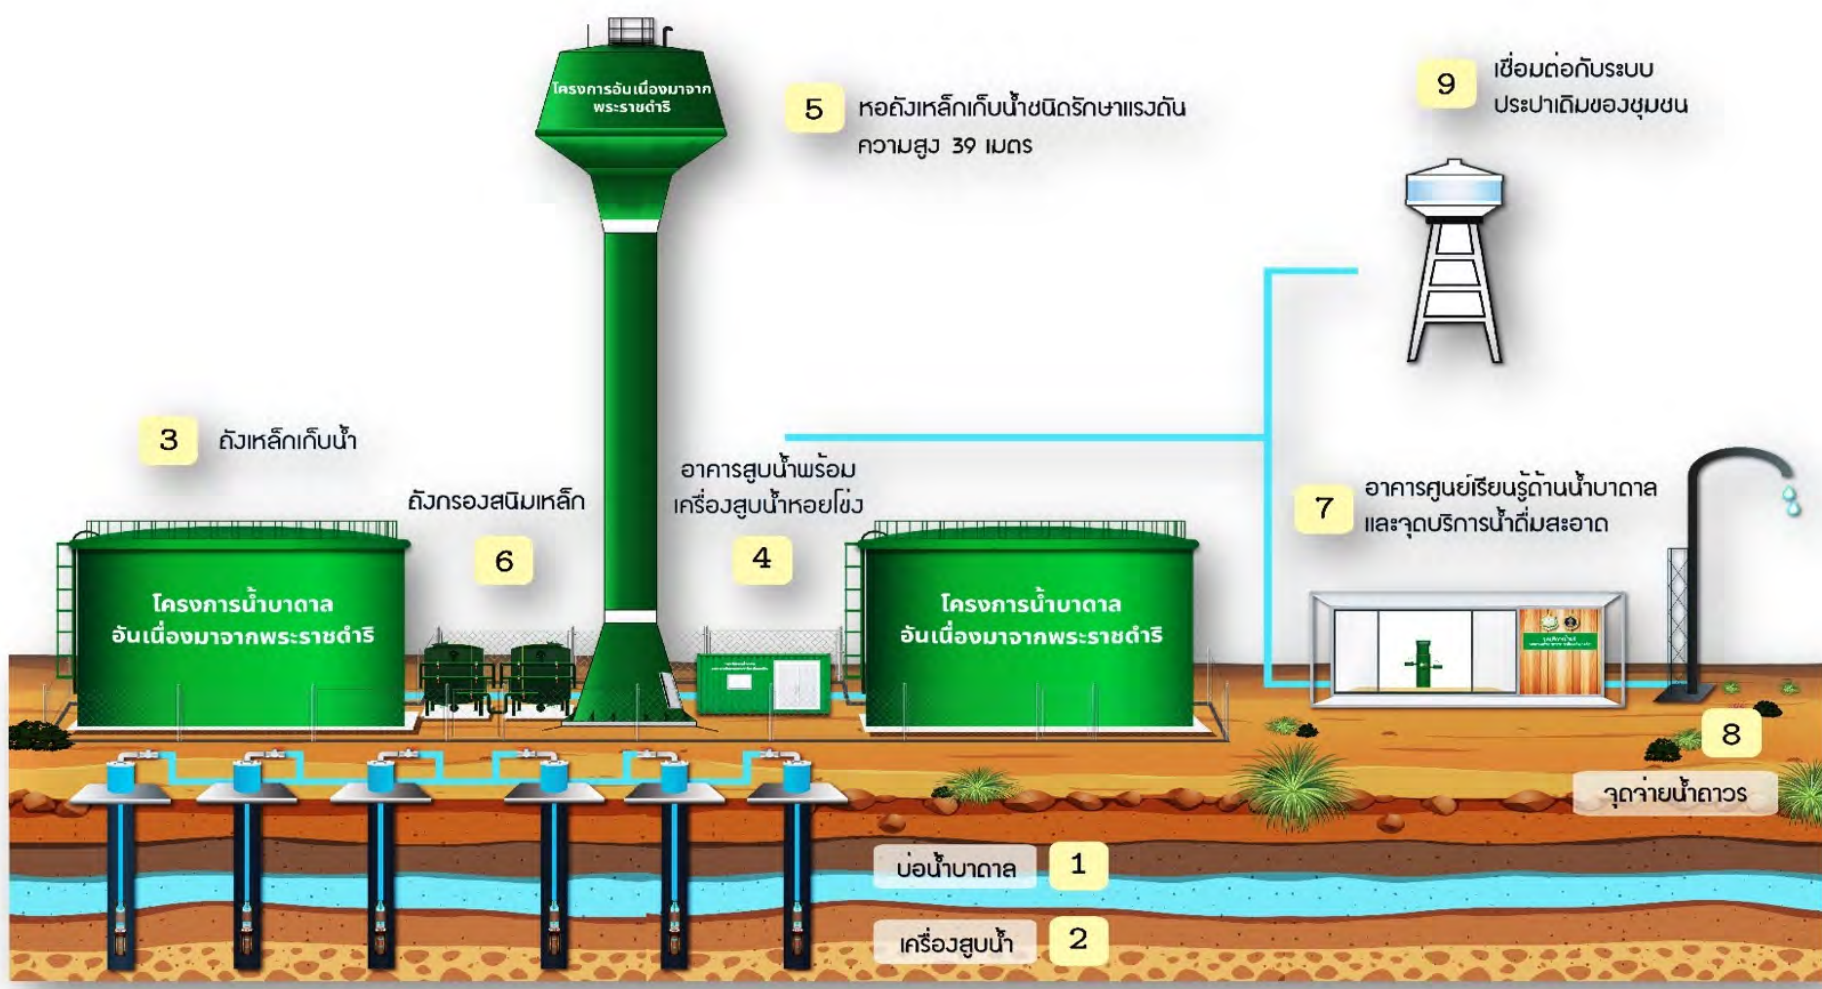 โครงการอันเนื่องมาจาก
พระราชดำริ
5
หอถังเหล็กเก็บน้ำชนิดรักษาแรงดัน
ความสูง 39 เมตร
9
เชื่อมต่อกับระบบ
ประปาเดิมของชุมชน
3
ถังเหล็กเก็บน้ำ
ถังกรองสนิมเหล็ก
6
อาคารสูบน้ำพร้อม
เครื่องสูบน้ำหอยโข่ง
4
7
อาคารศูนย์เรียนรู้ด้านน้ำบาดาล
และจุดบริการน้ำดื่มสะอาด
โครงการน้ำบาดาล
อันเนื่องมาจากพระราชดำริ
โครงการน้ำบาดาล
อันเนื่องมาจากพระราชดำริ
8
จุดจ่ายน้ำถาวร
บ่อน้ำบาดาล
1
เครื่องสูบน้ำ
2